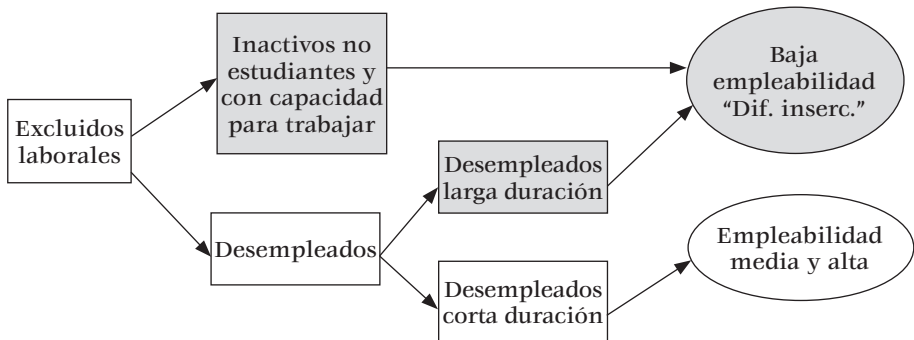 Inactivos no
estudiantes y
con capacidad
para trabajar
Baja
empleabilidad
“Dif. inserc.”
Excluidos
laborales
Desempleados
larga duración
Desempleados
Empleabilidad
media y alta
Desempleados
corta duración